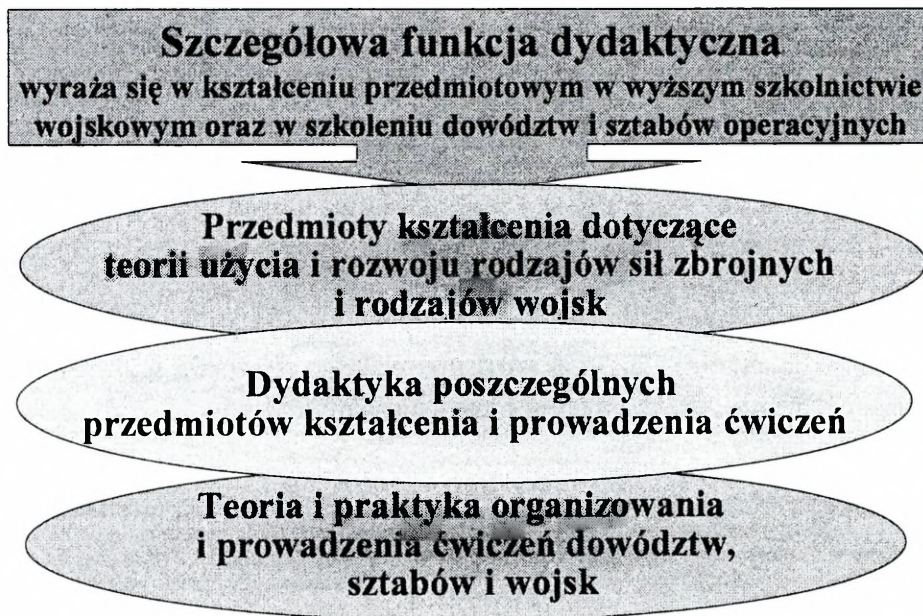 Szczegółowa funkcja dydaktyczna
wyraża się w kształceniu przedmiotowym w wyższym szkolnictwie
wojskowym oraz w szkoleniu dowództw i sztabów operacyjnych
Przedmioty kształcenia dotyczące
teorii użycia i rozwoju rodzajów sił zbrojnych
i rodzajów wojsk
Dydaktyka poszczególnych
przedmiotów kształcenia i prowadzenia ćwiczeń
Teoria i praktyka organizowania
i prowadzenia ćwiczeń dowództw,
sztabów i wojsk